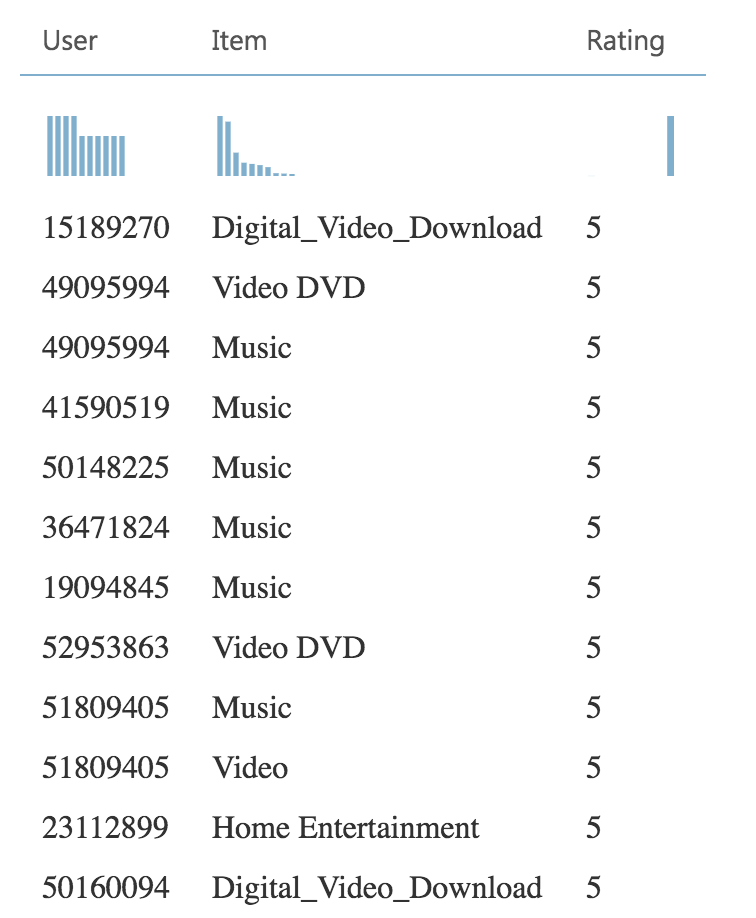 User Item Rating
15189270 Digital_Video_Download 5
49095994 Video DVD 5
49095994 Music 5
41590519 Music 5
50148225 Music 5
36471824 Music 5
19094845 Music 5
52953863 Video DVD 5
51809405 Music 5
51809405 Video 5
23112899 Home Entertainment 5
50160094 Digital_Video_Download 5